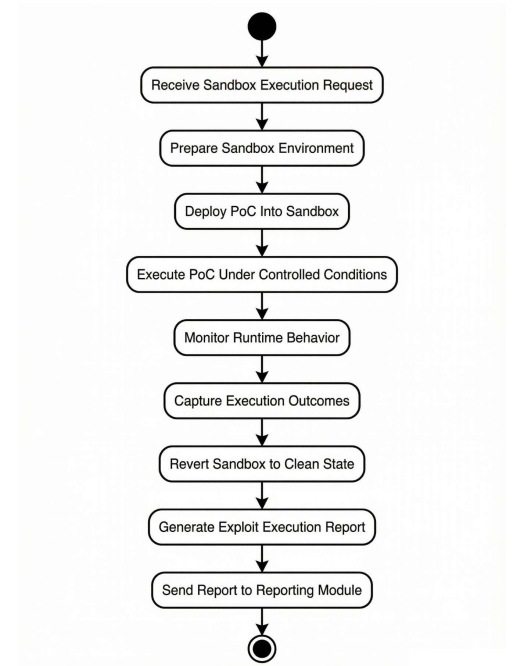 Receive Sandbox Execution Request
Prepare Sandbox Environment
Deploy PoC Into Sandbox
Execute PoC Under Controlled Conditions
Monitor Runtime Behavior
Capture Execution Outcomes
Revert Sandbox to Clean State
Generate Exploit Execution Report
Send Report to Reporting Module